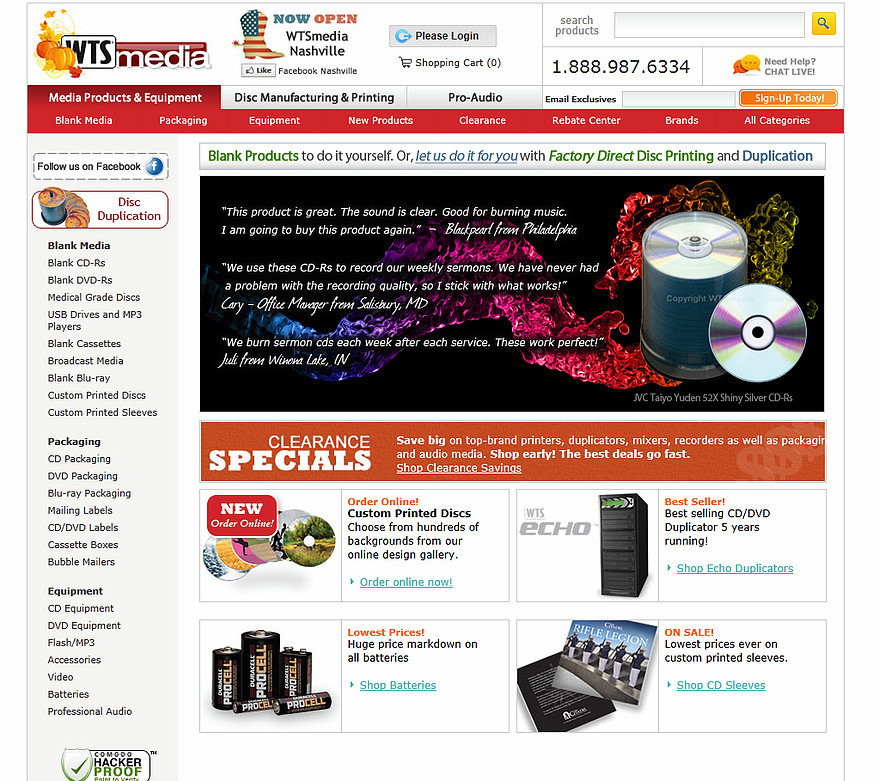 WTSmedia
NOW OPEN
WTSmedia
Nashville
Like Facebook Nashville
Please Login
Shopping Cart (0)
search
products
1.888.987.6334
Need Help?
CHAT LIVE!
Media Products & Equipment
Disc Manufacturing & Printing
Pro-Audio
Email Exclusives
Sign-Up Today!
Blank Media
Packaging
Equipment
New Products
Clearance
Rebate Center
Brands
All Categories
Follow us on Facebook
Disc
Duplication
Blank Media
Blank CD-Rs
Blank DVD-Rs
Medical Grade Discs
USB Drives and MP3
Players
Blank Cassettes
Broadcast Media
Blank Blu-ray
Custom Printed Discs
Custom Printed Sleeves
Packaging
CD Packaging
DVD Packaging
Blu-ray Packaging
Mailing Labels
CD/DVD Labels
Cassette Boxes
Bubble Mailers
Equipment
CD Equipment
DVD Equipment
Flash/MP3
Accessories
Video
Batteries
Professional Audio
COMODO
HACKER
PROOF
TM
Blank Products to do it yourself. Or, let us do it for you with Factory Direct Disc Printing and Duplication
"This product is great. The sound is clear. Good for burning music.
I am going to buy this product again." - Blackpearl from Philadelphia
"We use these CD-Rs to record our weekly sermons. We have never had
a problem with the recording quality, so I stick with what works!"
Cary - Office Manager from Salisbury, MD
"We burn sermon cds each week after each service. These work perfect!"
Juli from Winona Lake, IN
Copyright WTSmedia
JVC Taiyo Yuden 52X Shiny Silver CD-Rs
CLEARANCE
SPECIALS
Save big on top-brand printers, duplicators, mixers, recorders as well as packagin
and audio media. Shop early! The best deals go fast.
Shop Clearance Savings
NEW
Order Online!
Order Online!
Custom Printed Discs
Choose from hundreds of
backgrounds from our
online design gallery.
Order online now!
WTS
ECHO
Best Seller!
Best selling CD/DVD
Duplicator 5 years
running!
Shop Echo Duplicators
DURACELL
PROCELL
DURACELL
PROCELL
PROCELL
PROCELL
PROCELL
Lowest Prices!
Huge price markdown on
all batteries
Shop Batteries
RIFLE LEGION
ON SALE!
Lowest prices ever on
custom printed sleeves.
Shop CD Sleeves